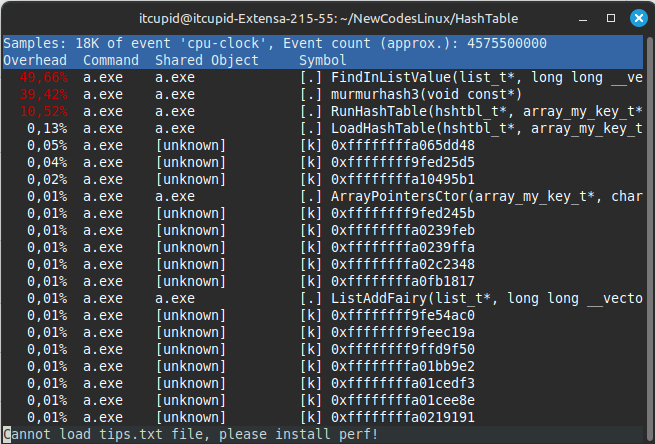 itcupid@itcupid-Extensa-215-55: ~/NewCodesLinux/HashTable
Samples: 18K of event 'cpu-clock', Event count (approx.): 4575500000
Overhead  Command  Shared Object     Symbol
49,66%  a.exe    a.exe             [.] FindInListValue(list_t*, long long __ve
39,42%  a.exe    a.exe             [.] murmurhash3(void const*)
10,52%  a.exe    a.exe             [.] RunHashTable(hshtbl_t*, array_my_key_t*
0,13%  a.exe    a.exe             [.] LoadHashTable(hshtbl_t*, array_my_key_t
0,05%  a.exe    [unknown]         [k] 0xffffffffa065dd48
0,04%  a.exe    [unknown]         [k] 0xffffffff9fed25d5
0,02%  a.exe    [unknown]         [k] 0xffffffffa10495b1
0,01%  a.exe    a.exe             [.] ArrayPointersCtor(array_my_key_t*, char
0,01%  a.exe    [unknown]         [k] 0xffffffff9fed245b
0,01%  a.exe    [unknown]         [k] 0xffffffffa0239feb
0,01%  a.exe    [unknown]         [k] 0xffffffffa0239ffa
0,01%  a.exe    [unknown]         [k] 0xffffffffa02c2348
0,01%  a.exe    [unknown]         [k] 0xffffffffa0fb1817
0,01%  a.exe    a.exe             [.] ListAddFairy(list_t*, long long __vecto
0,01%  a.exe    [unknown]         [k] 0xffffffff9fe54ac0
0,01%  a.exe    [unknown]         [k] 0xffffffff9feec19a
0,01%  a.exe    [unknown]         [k] 0xffffffff9ffd9f50
0,01%  a.exe    [unknown]         [k] 0xffffffffa01bb9e2
0,01%  a.exe    [unknown]         [k] 0xffffffffa01cedf3
0,01%  a.exe    [unknown]         [k] 0xffffffffa01cee8e
0,01%  a.exe    [unknown]         [k] 0xffffffffa0219191
Cannot load tips.txt file, please install perf!